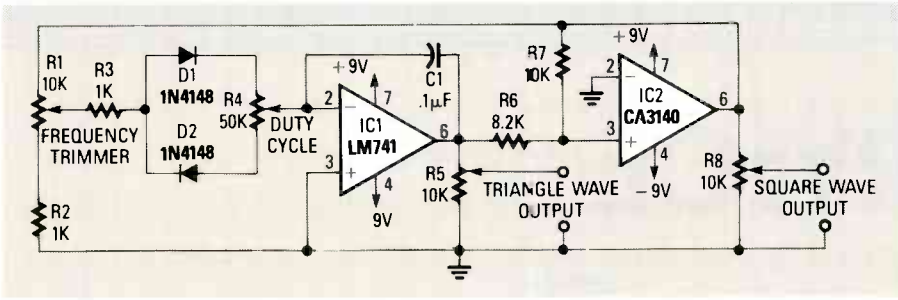 R1
10K
R3
1K
FREQUENCY
TRIMMER
R2
1K
D1
1N4148
D2
1N4148
R4
50K
DUTY
CYCLE
+9V
7
2
−
IC1
LM741
3
+
6
4
9V
C1
.1μF
R5
10K
TRIANGLE WAVE
OUTPUT
R6
8.2K
R7
10K
+9V
7
2
−
IC2
CA3140
3
+
6
4
−9V
R8
10K
SQUARE WAVE
OUTPUT